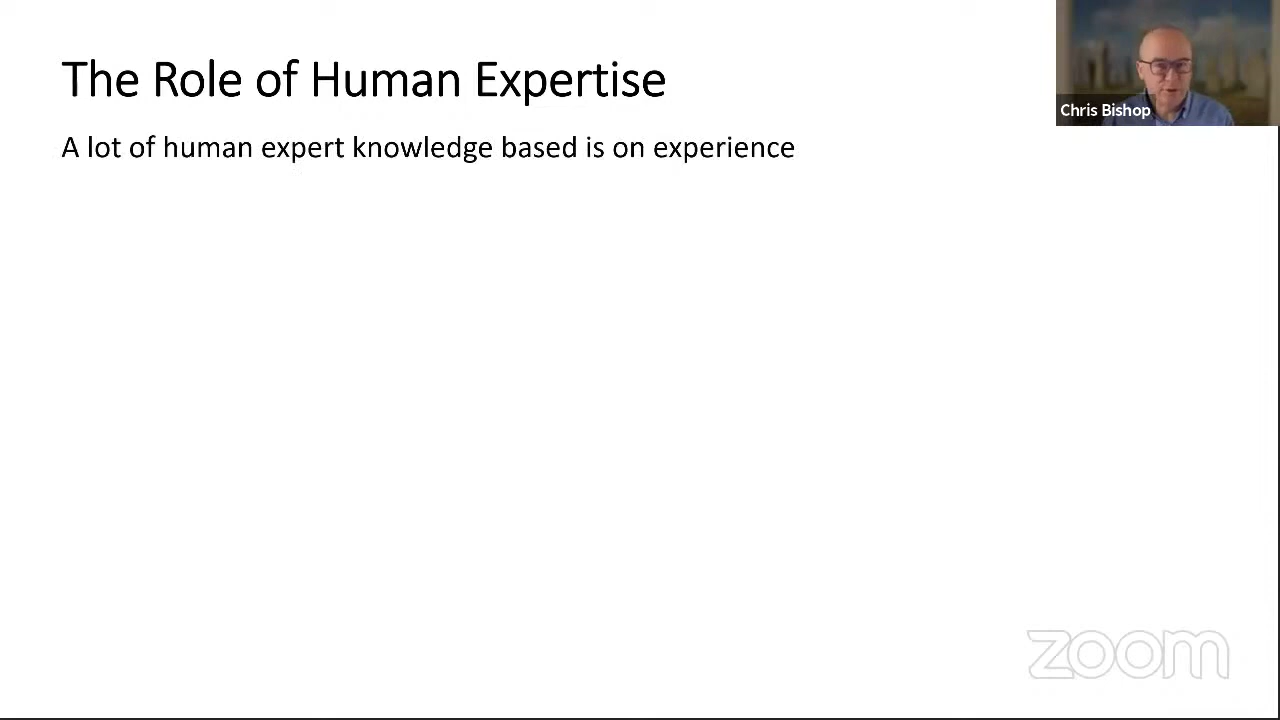 The Role of Human Expertise
Chris Bishop
A lot of human expert knowledge based is on experience
zoom